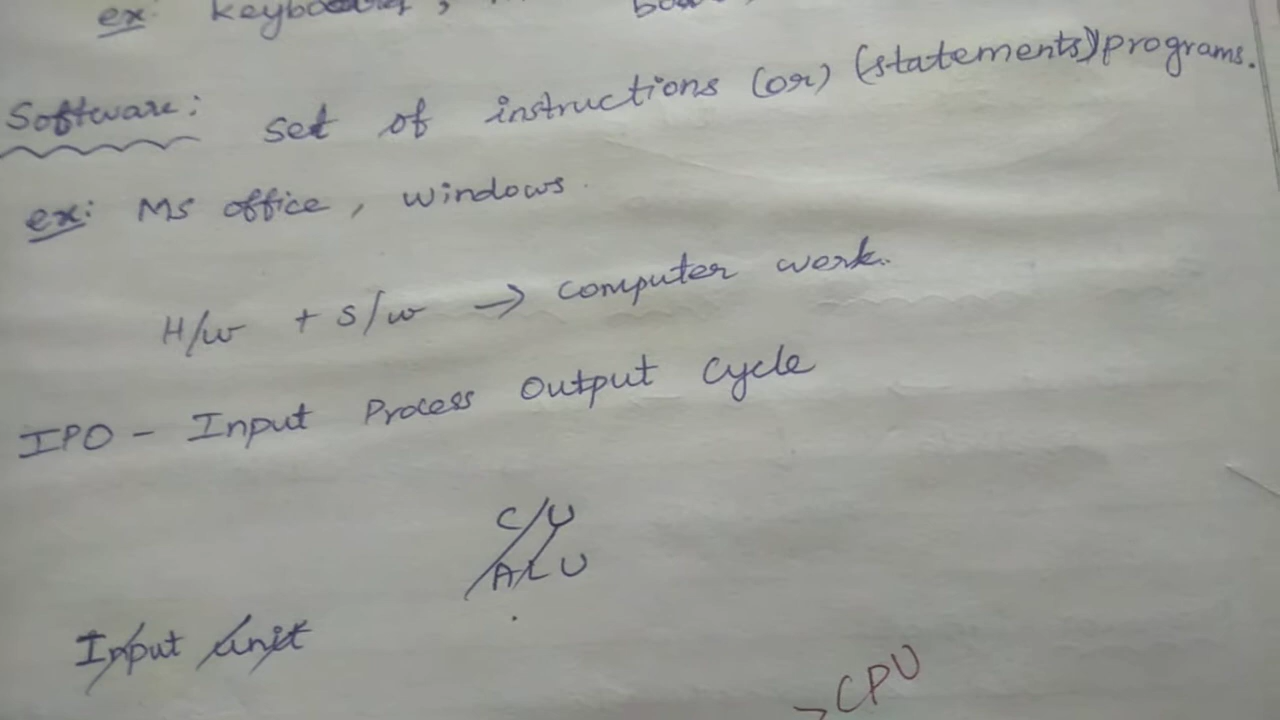 ex: keyboard,
Software: set of instructions (or) (statements) programs.
ex: MS office, windows.
H/w + S/w → computer work.
IPO - Input Process Output Cycle
CU
ALU
Input unit
→ CPU